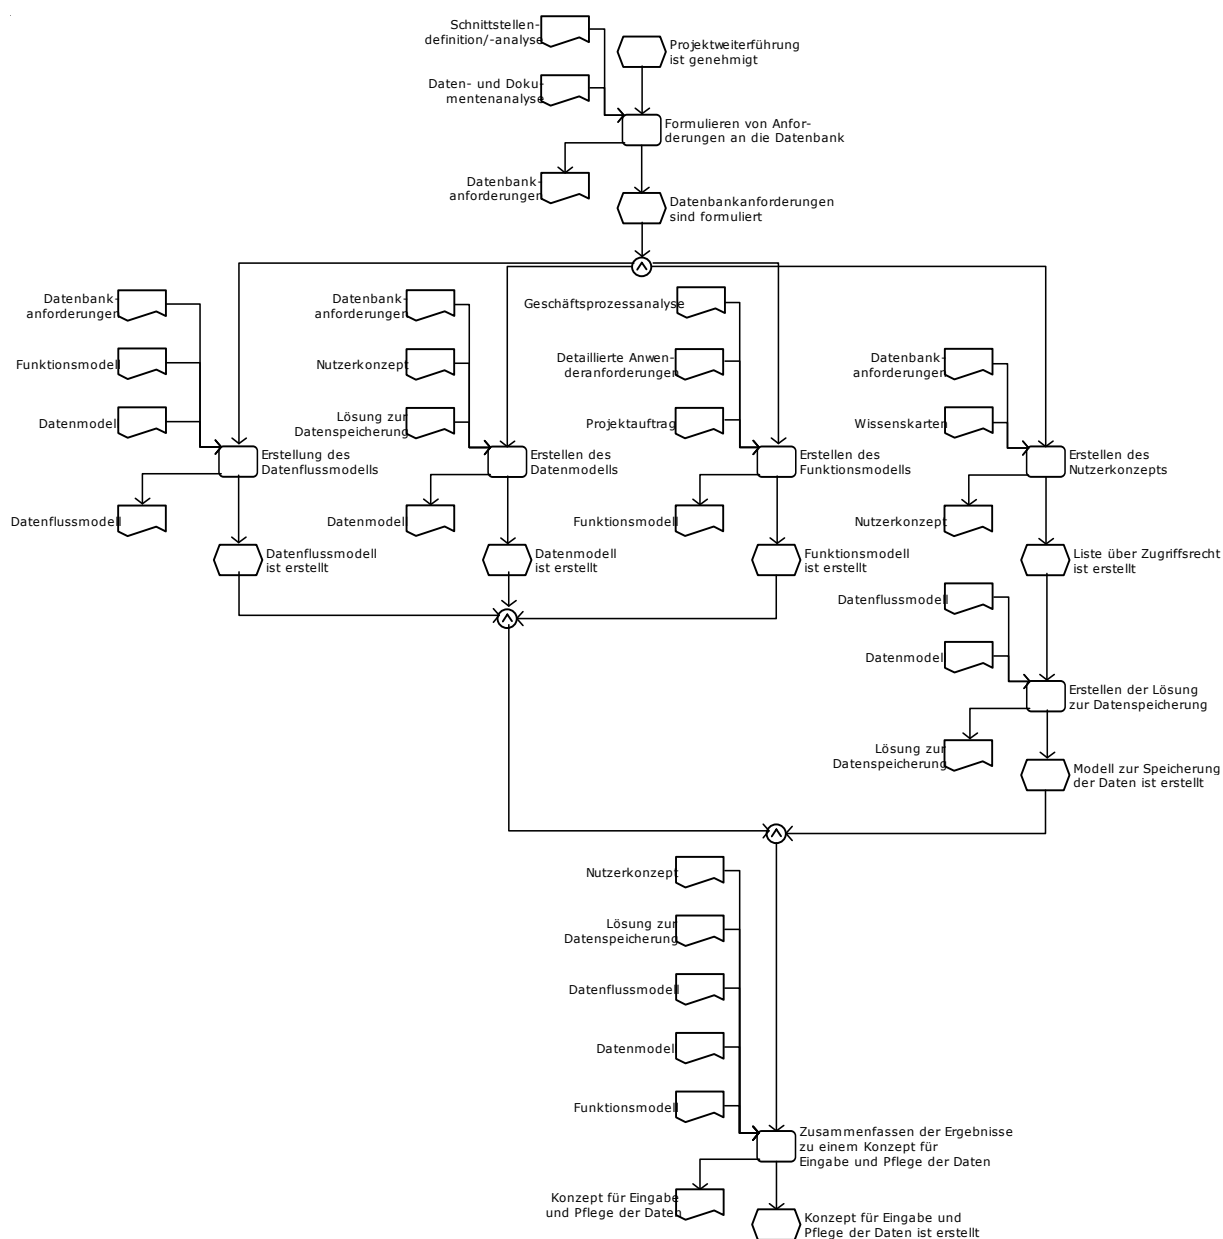 Schnittstellen-
definition/-analyse
Projektweiterführung
ist genehmigt
Daten- und Doku-
mentenanalyse
Formulieren von Anfor-
derungen an die Datenbank
Datenbank-
anforderungen
Datenbankanforderungen
sind formuliert
Datenbank-
anforderungen
Funktionsmodell
Datenmodell
Erstellung des
Datenflussmodells
Datenflussmodell
Datenflussmodell
ist erstellt
Datenbank-
anforderungen
Nutzerkonzept
Lösung zur
Datenspeicherung
Erstellen des
Datenmodells
Datenmodell
Datenmodell
ist erstellt
Geschäftsprozessanalyse
Detaillierte Anwen-
deranforderungen
Projektauftrag
Erstellen des
Funktionsmodells
Funktionsmodell
Funktionsmodell
ist erstellt
Datenbank-
anforderungen
Wissenskarten
Erstellen des
Nutzerkonzepts
Nutzerkonzept
Liste über Zugriffsrecht
ist erstellt
Datenflussmodell
Datenmodell
Erstellen der Lösung
zur Datenspeicherung
Lösung zur
Datenspeicherung
Modell zur Speicherung
der Daten ist erstellt
Nutzerkonzept
Lösung zur
Datenspeicherung
Datenflussmodell
Datenmodell
Funktionsmodell
Zusammenfassen der Ergebnisse
zu einem Konzept für
Eingabe und Pflege der Daten
Konzept für Eingabe
und Pflege der Daten
Konzept für Eingabe und
Pflege der Daten ist erstellt